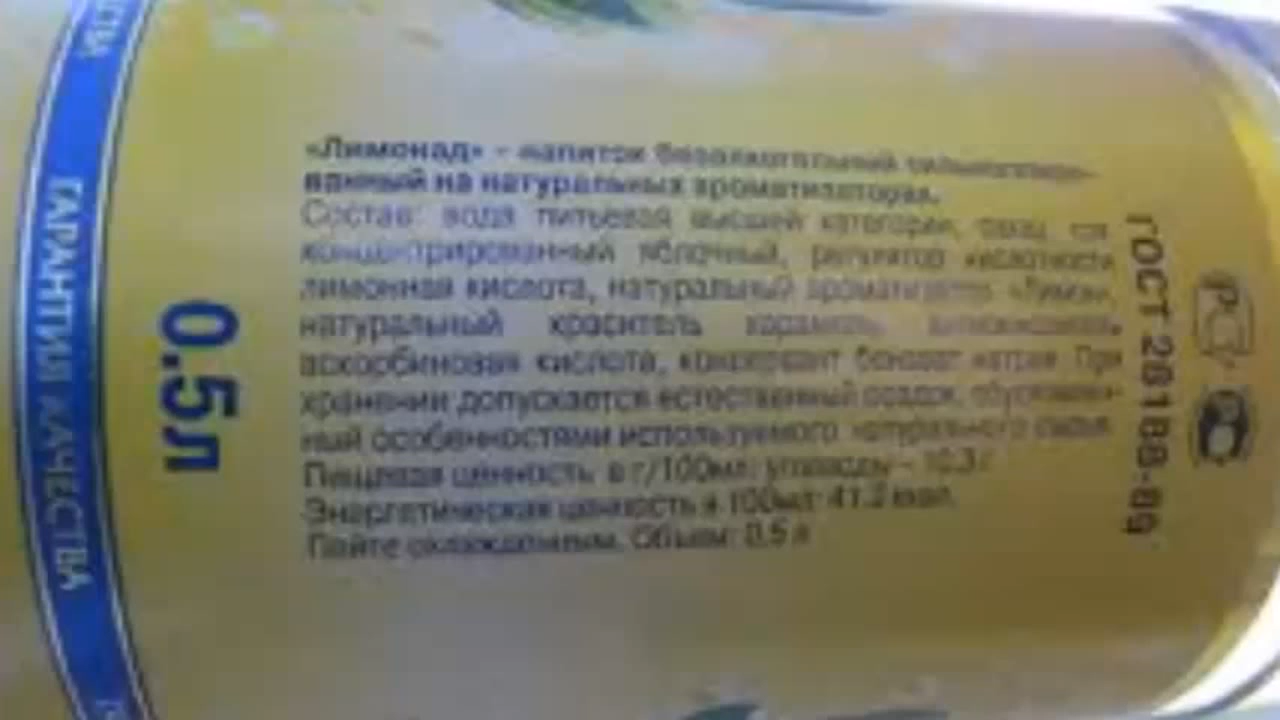 «Лимонад» - напиток безалкогольный сильногазиро-
ванный на натуральных ароматизаторах.
Состав: вода питьевая высшей категории, сахар, сок
концентрированный яблочный, регулятор кислотности
лимонная кислота, натуральный ароматизатор «Лимон»,
натуральный краситель карамель,
аскорбиновая кислота, консервант бензоат натрия. При
хранении допускается естественный осадок, обусловлен-
ный особенностями используемого натурального сырья.
Пищевая ценность в г/100мл: углеводы - 10.3г
Энергетическая ценность в 100мл: 41.2 ккал.
Пейте охлажденным. Объем: 0.5 л
0.5л
ГАРАНТИЯ КАЧЕСТВА
ГОСТ 28188-89
РСТ